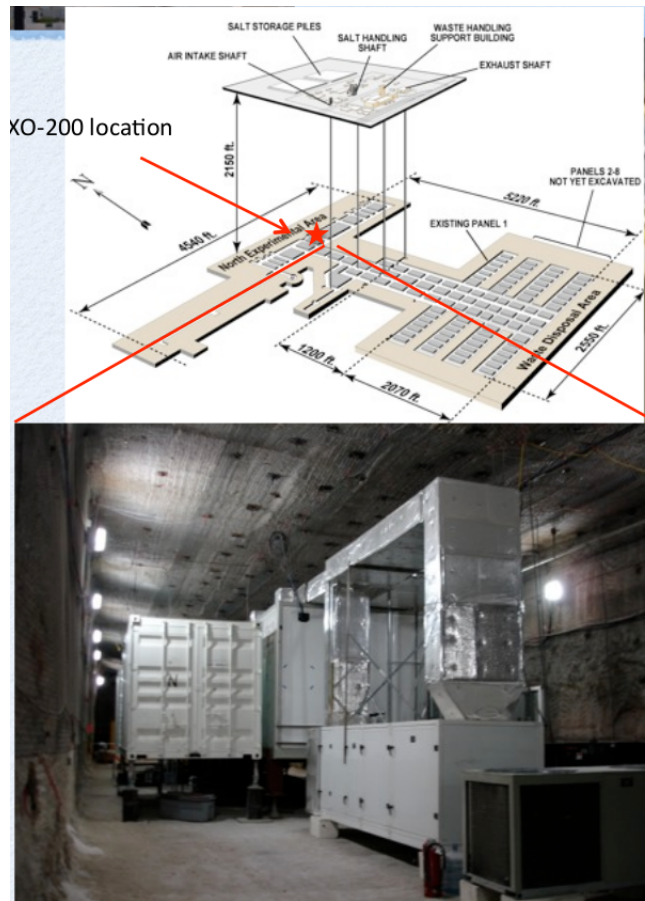 SALT STORAGE PILES
SALT HANDLING
SHAFT
WASTE HANDLING
SUPPORT BUILDING
AIR INTAKE SHAFT
EXHAUST SHAFT
XO-200 location
2150 ft.
N
PANELS 2-8
NOT YET EXCAVATED
5220 ft.
4540 ft.
North Experimental Area
EXISTING PANEL 1
Waste Disposal Area
2550 ft.
1200 ft.
2070 ft.